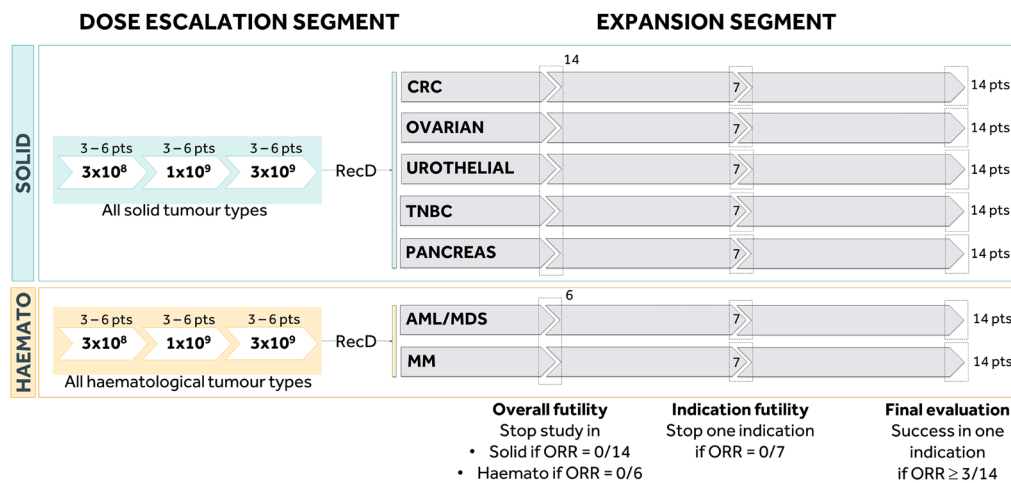 DOSE ESCALATION SEGMENT
EXPANSION SEGMENT
SOLID
3 – 6 pts
3 – 6 pts
3 – 6 pts
3x10⁸
1x10⁹
3x10⁹
All solid tumour types
RecD
14
CRC
7
14 pts
OVARIAN
7
14 pts
UROTHELIAL
7
14 pts
TNBC
7
14 pts
PANCREAS
7
14 pts
HAEMATO
3 – 6 pts
3 – 6 pts
3 – 6 pts
3x10⁸
1x10⁹
3x10⁹
All haematological tumour types
RecD
6
AML/MDS
7
14 pts
MM
7
14 pts
Overall futility
Stop study in
• Solid if ORR = 0/14
• Haemato if ORR = 0/6
Indication futility
Stop one indication
if ORR = 0/7
Final evaluation
Success in one
indication
if ORR ≥ 3/14